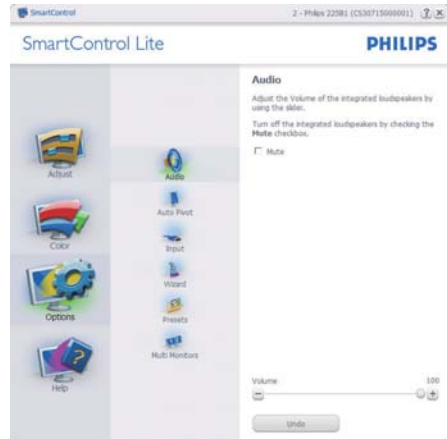 SmartControl
2 - Philips 225B1 (CS30715000001)
SmartControl Lite
PHILIPS
Adjust
Color
Options
Help
Audio
Auto Pivot
Input
Wizard
Presets
Multi Monitors
Audio
Adjust the Volume of the integrated loudspeakers by
using the slider.
Turn off the integrated loudspeakers by checking the
Mute checkbox.
Mute
Volume 100
Undo